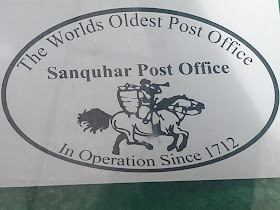 The Worlds Oldest Post Office
Sanquhar Post Office
In Operation Since 1712